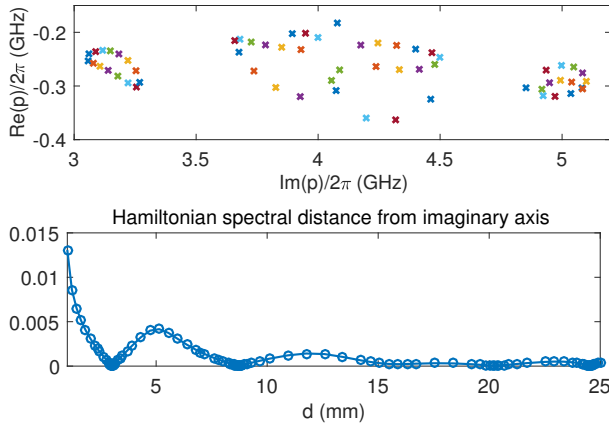 Re(p)/2π (GHz)
-0.2
-0.3
-0.4
3 3.5 4 4.5 5
Im(p)/2π (GHz)
Hamiltonian spectral distance from imaginary axis
0.015
0.01
0.005
0
5 10 15 20 25
d (mm)